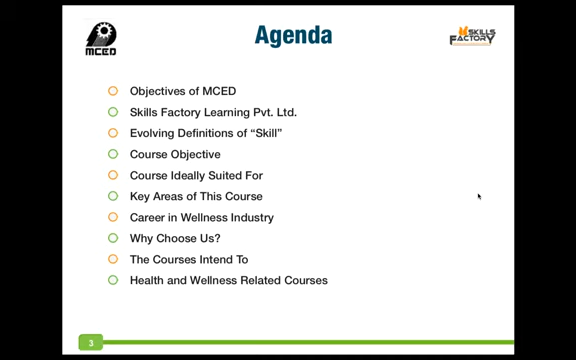 MCED
Agenda
SKILLS
FACTORY
Objectives of MCED
Skills Factory Learning Pvt. Ltd.
Evolving Definitions of “Skill”
Course Objective
Course Ideally Suited For
Key Areas of This Course
Career in Wellness Industry
Why Choose Us?
The Courses Intend To
Health and Wellness Related Courses
3